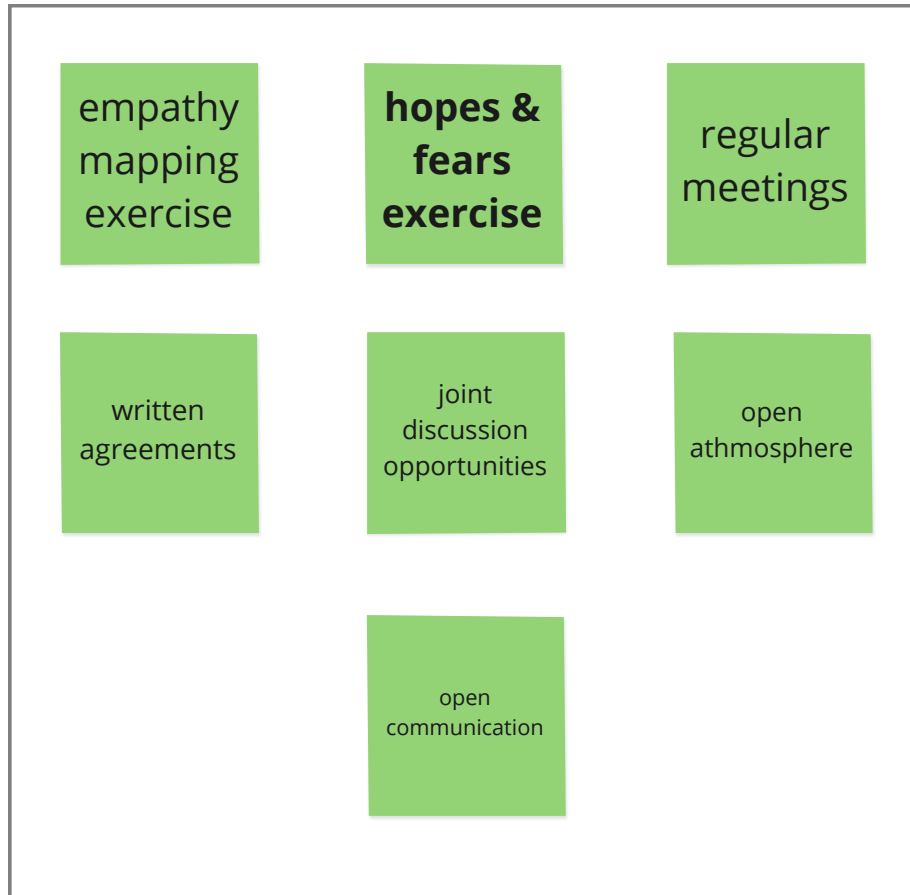 empathy
mapping
exercise
hopes &
fears
exercise
regular
meetings
written
agreements
joint
discussion
opportunities
open
athmosphere
open
communication